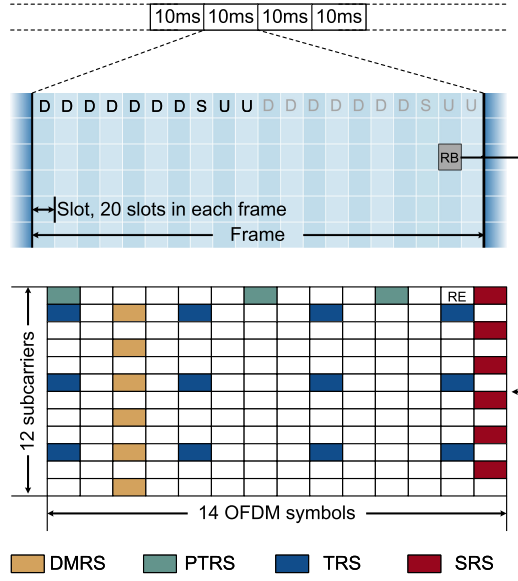 10ms 10ms 10ms 10ms
D D D D D D D S U U D D D D D D D S U U
RB
Slot, 20 slots in each frame
Frame
RE
12 subcarriers
14 OFDM symbols
DMRS PTRS TRS SRS